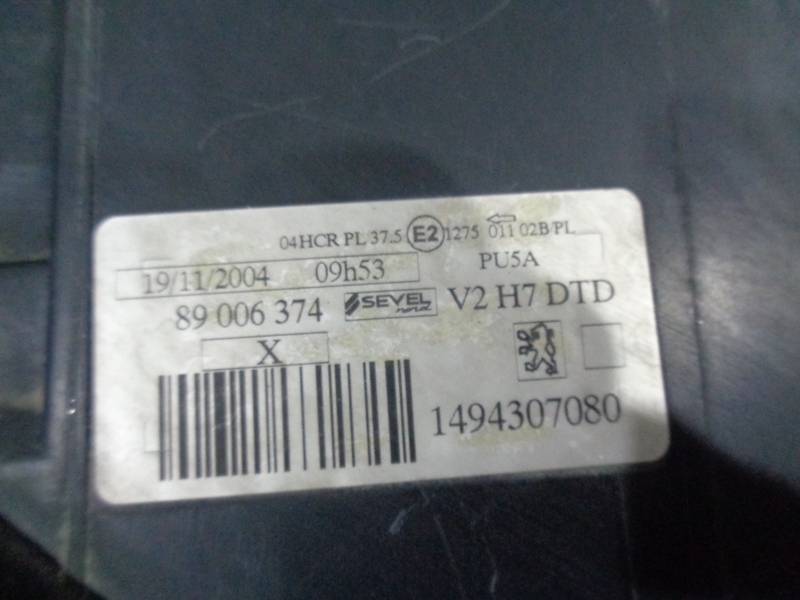 04HCR PL 37.5 E2 1275 011 02B/PL
19/11/2004 09h53 PU5A
89 006 374 SEVEL nord V2 H7 DTD
X
1494307080